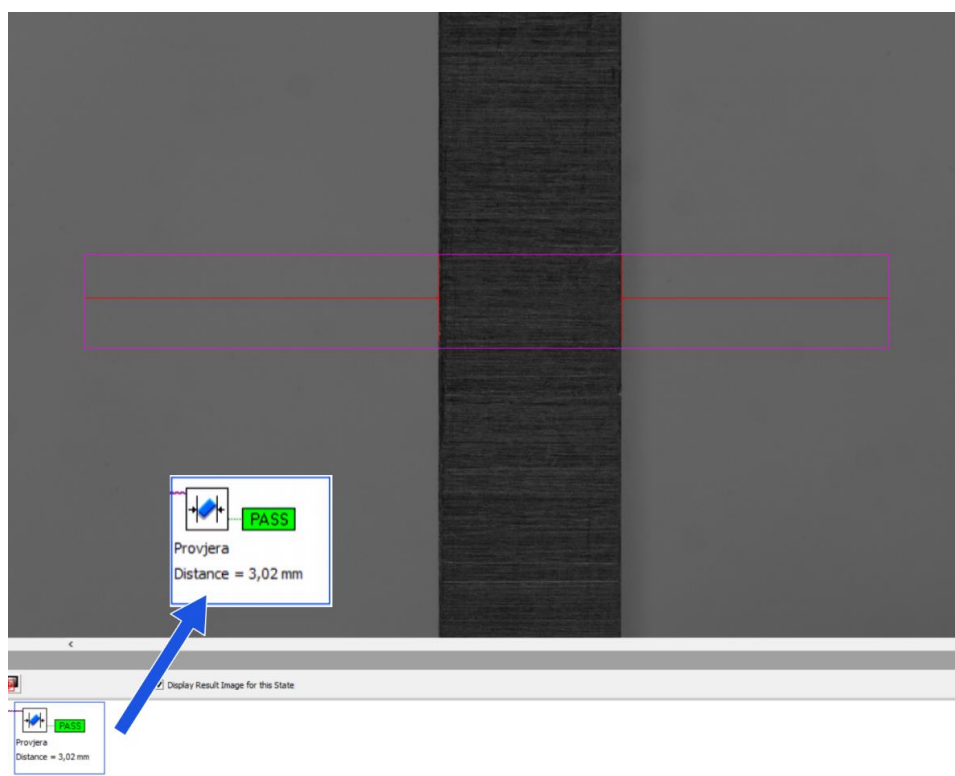 PASS
Provjera
Distance = 3,02 mm
<
Display Result Image for this State
PASS
Provjera
Distance = 3,02 mm